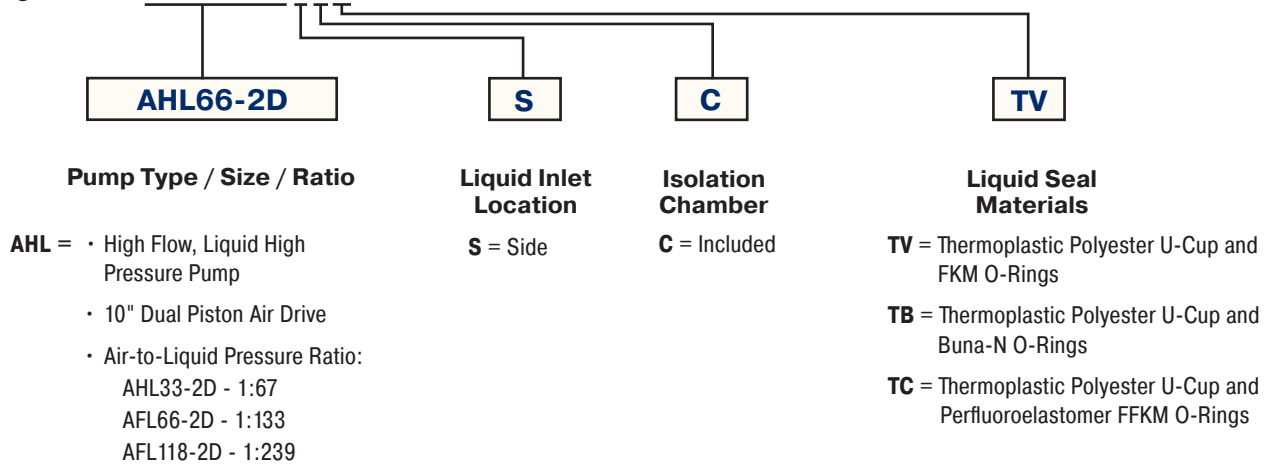 AHL66-2D S C TV
Pump Type / Size / Ratio
AHL = • High Flow, Liquid High
Pressure Pump
• 10" Dual Piston Air Drive
• Air-to-Liquid Pressure Ratio:
AHL33-2D - 1:67
AFL66-2D - 1:133
AFL118-2D - 1:239
Liquid Inlet
Location
S = Side
Isolation
Chamber
C = Included
Liquid Seal
Materials
TV = Thermoplastic Polyester U-Cup and
FKM O-Rings
TB = Thermoplastic Polyester U-Cup and
Buna-N O-Rings
TC = Thermoplastic Polyester U-Cup and
Perfluoroelastomer FFKM O-Rings